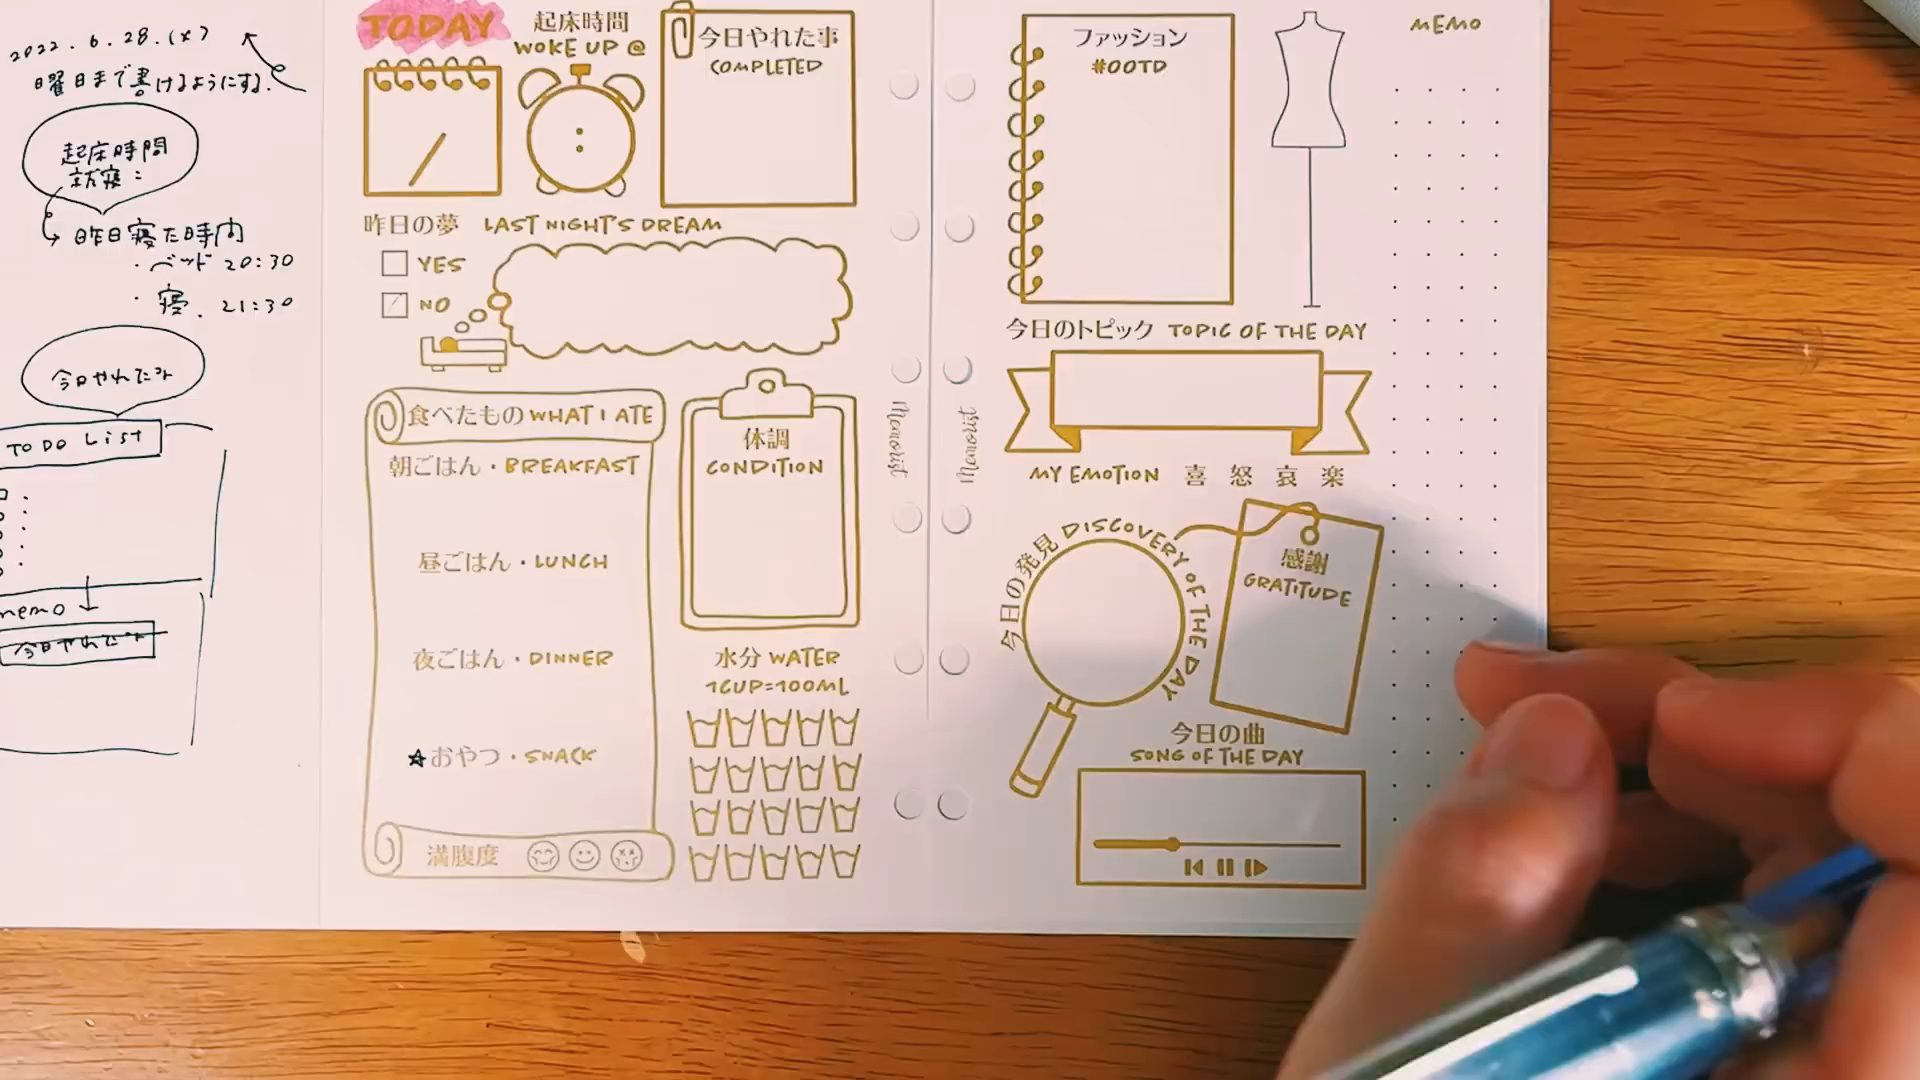 2022.6.28.(火)
日曜日まで書けるようにする.
起床時間
就寝:
昨日寝た時間
・ベッド 20:30
・寝. 21:30
今日やれた事
TO DO List
memo
今日やれた事
TODAY
起床時間
WOKE UP @
今日やれた事
COMPLETED
昨日の夢 LAST NIGHT'S DREAM
YES
NO
食べたもの WHAT I ATE
朝ごはん・BREAKFAST
昼ごはん・LUNCH
夜ごはん・DINNER
☆おやつ・SNACK
満腹度
体調
CONDITION
水分 WATER
1CUP=100ML
Memorist
Memorist
ファッション
#OOTD
MEMO
今日のトピック TOPIC OF THE DAY
MY EMOTION 喜 怒 哀 楽
今日の発見 DISCOVERY OF THE DAY
感謝
GRATITUDE
今日の曲
SONG OF THE DAY